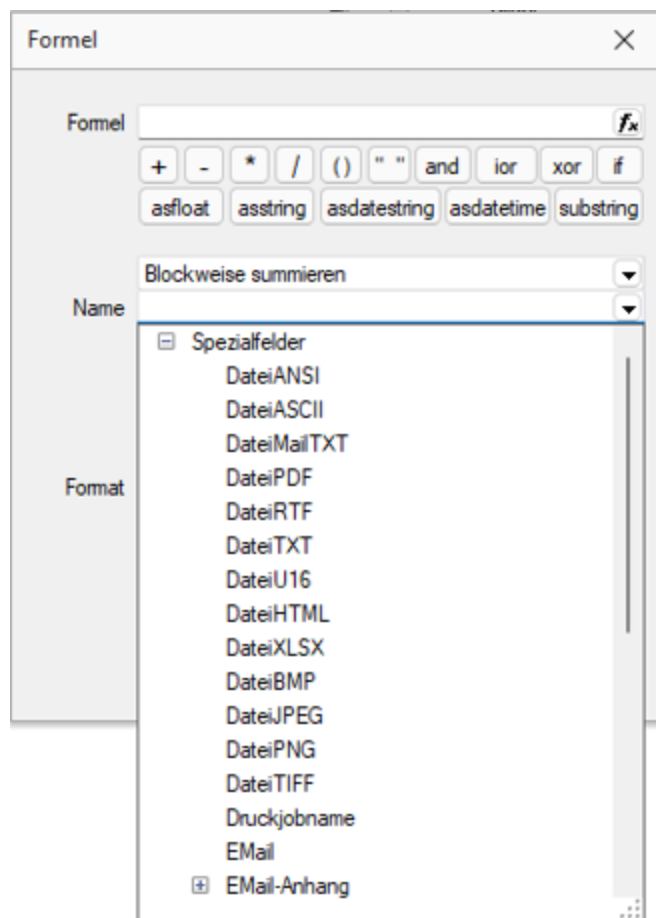 Formel
Formel fx
+ - * / () " " and ior xor if
asfloat asstring asdatestring asdatetime substring
Blockweise summieren
Name
Spezialfelder
DateiANSI
DateiASCII
DateiMailTXT
DateiPDF
Format
DateiRTF
DateiTXT
DateiU16
DateiHTML
DateiXLSX
DateiBMP
DateiJPEG
DateiPNG
DateiTIFF
Druckjobname
EMail
EMail-Anhang